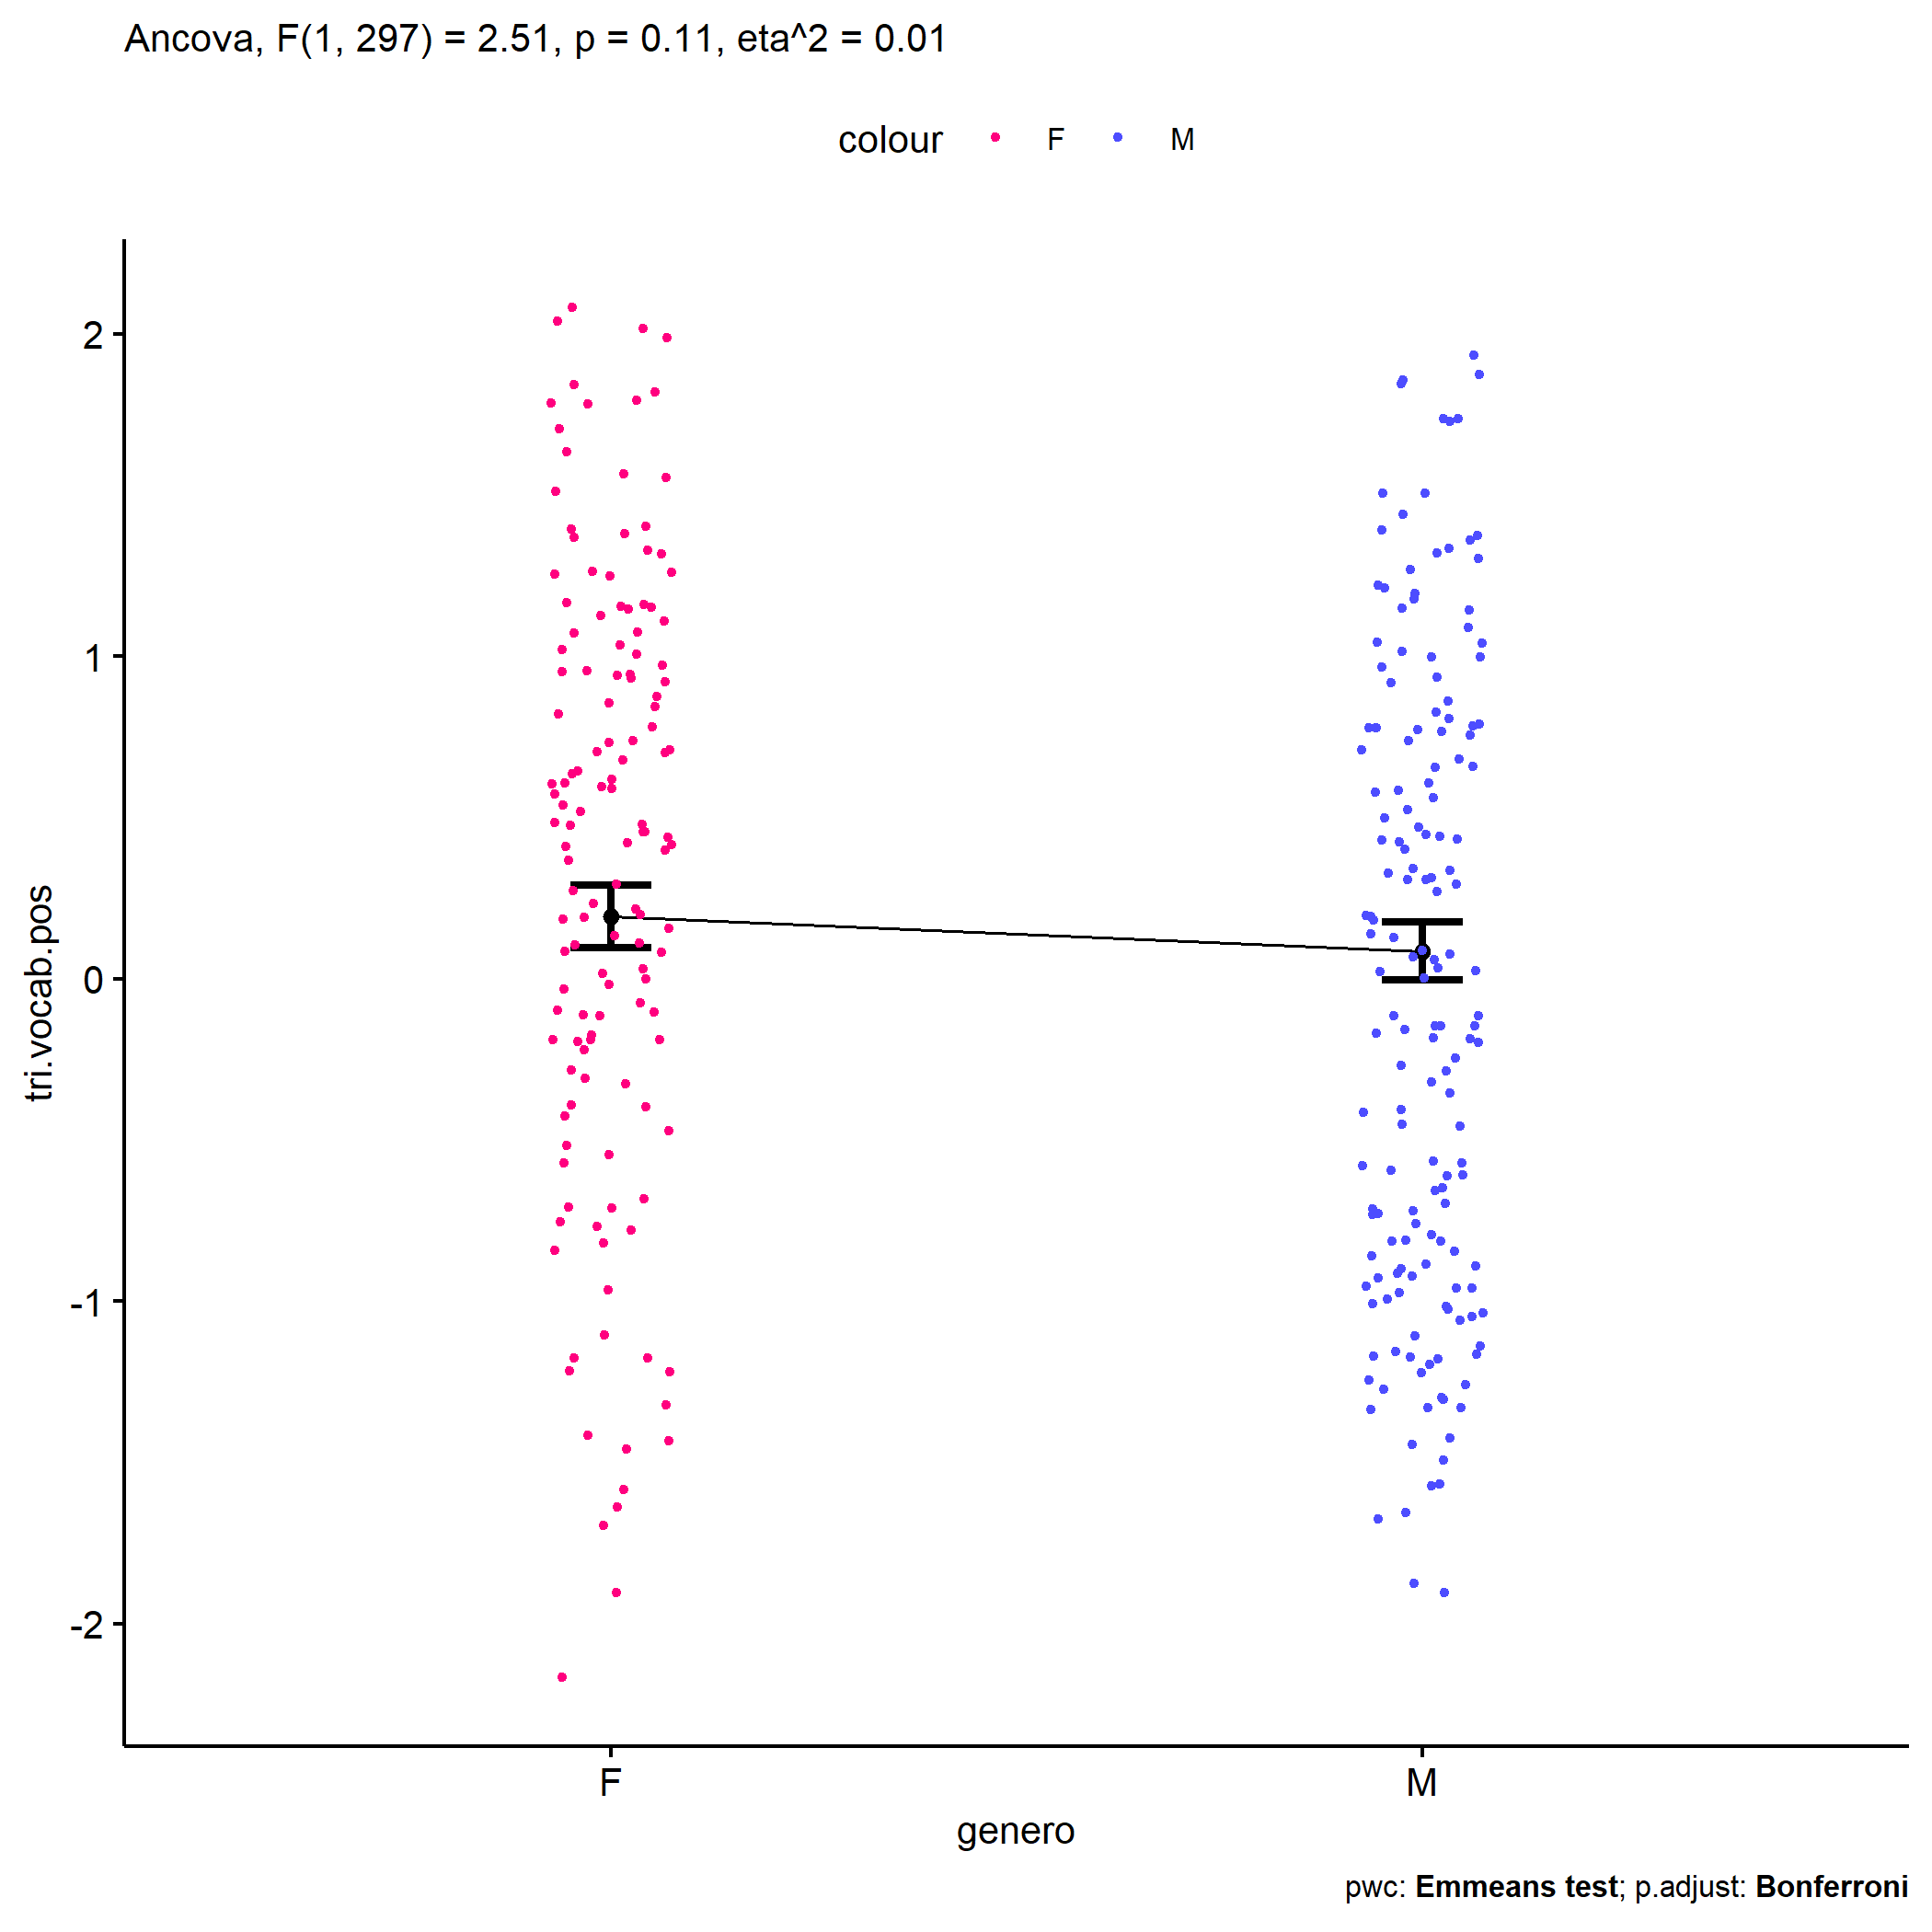 Ancova, F(1, 297) = 2.51, p = 0.11, eta^2 = 0.01
colour F M
2
1
0
-1
-2
tri.vocab.pos
F M
genero
pwc: Emmeans test; p.adjust: Bonferroni